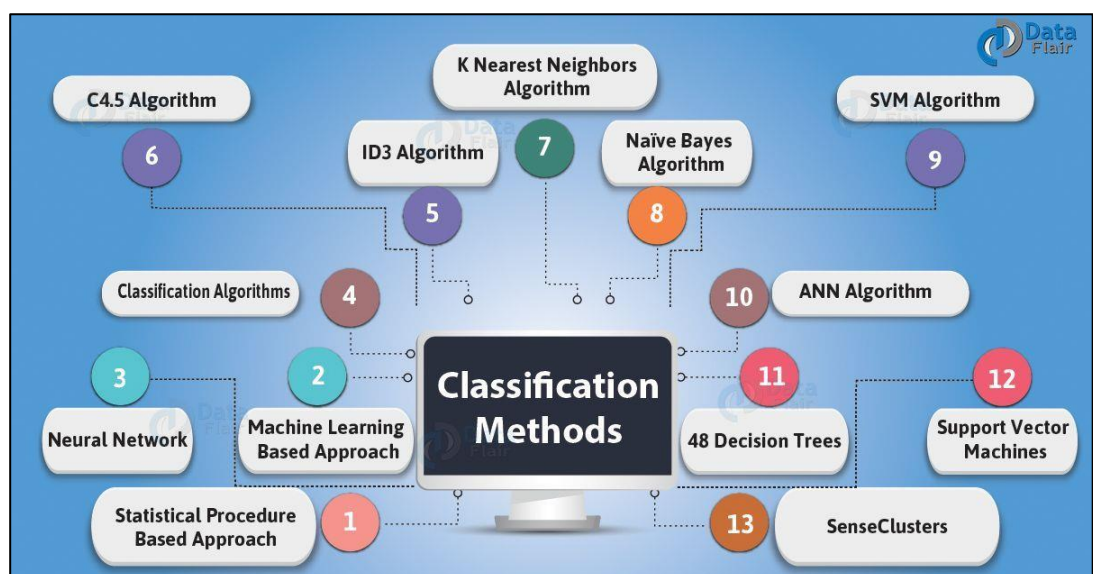 Data
Flair
K Nearest Neighbors
Algorithm
C4.5 Algorithm
SVM Algorithm
ID3 Algorithm
Naïve Bayes
Algorithm
6
7
9
5
8
Classification Algorithms
4
10
ANN Algorithm
3
2
Classification
Methods
11
12
Neural Network
Machine Learning
Based Approach
48 Decision Trees
Support Vector
Machines
Statistical Procedure
Based Approach
1
13
SenseClusters